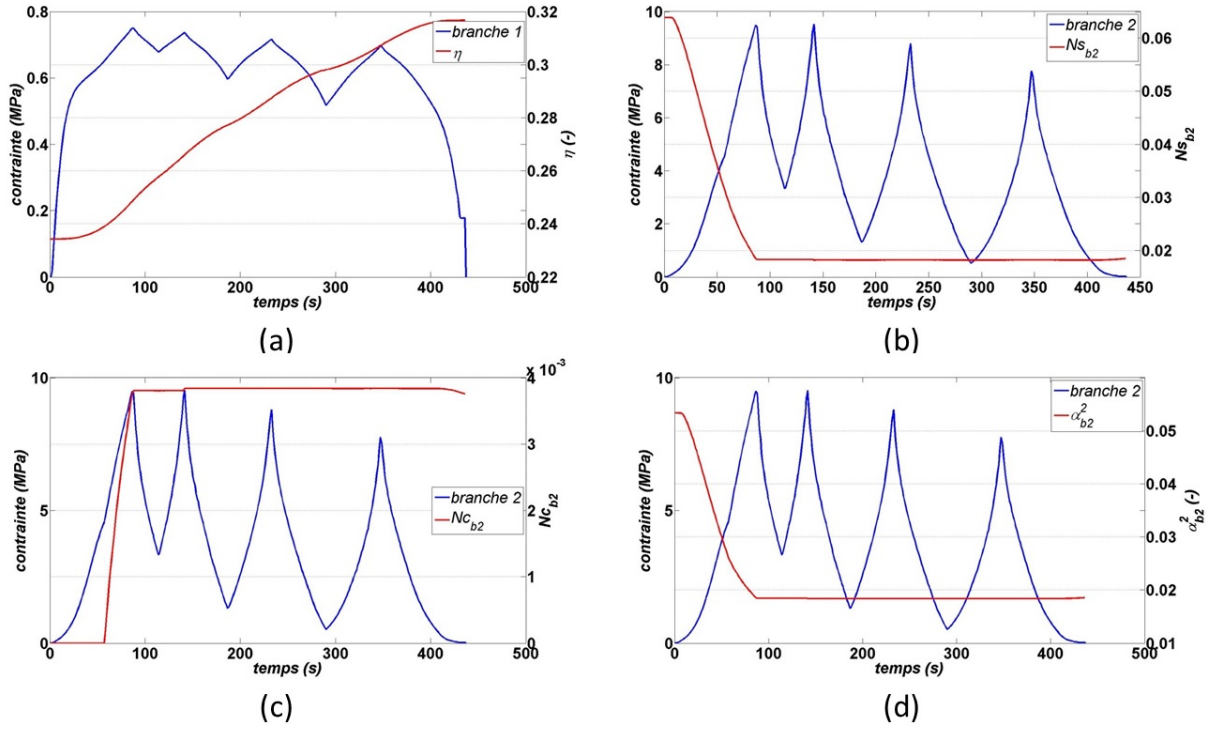 0.8
0.6
0.4
0.2
0
0.32
0.3
0.28
0.26
0.24
0.22
contrainte (MPa)
η (-)
branche 1
η
0 100 200 300 400 500
temps (s)
(a)
10
8
6
4
2
0
0.06
0.05
0.04
0.03
0.02
contrainte (MPa)
Ns_b2
branche 2
Ns_b2
0 50 100 150 200 250 300 350 400 450
temps (s)
(b)
x 10⁻³
10
5
0
4
3
2
1
0
contrainte (MPa)
Nc_b2
branche 2
Nc_b2
0 100 200 300 400 500
temps (s)
(c)
10
5
0
0.05
0.04
0.03
0.02
0.01
contrainte (MPa)
α²_b2 (-)
branche 2
α²_b2
0 100 200 300 400 500
temps (s)
(d)